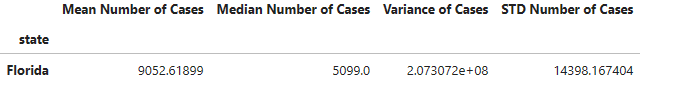 Mean Number of Cases Median Number of Cases Variance of Cases STD Number of Cases
state
Florida 9052.61899 5099.0 2.073072e+08 14398.167404